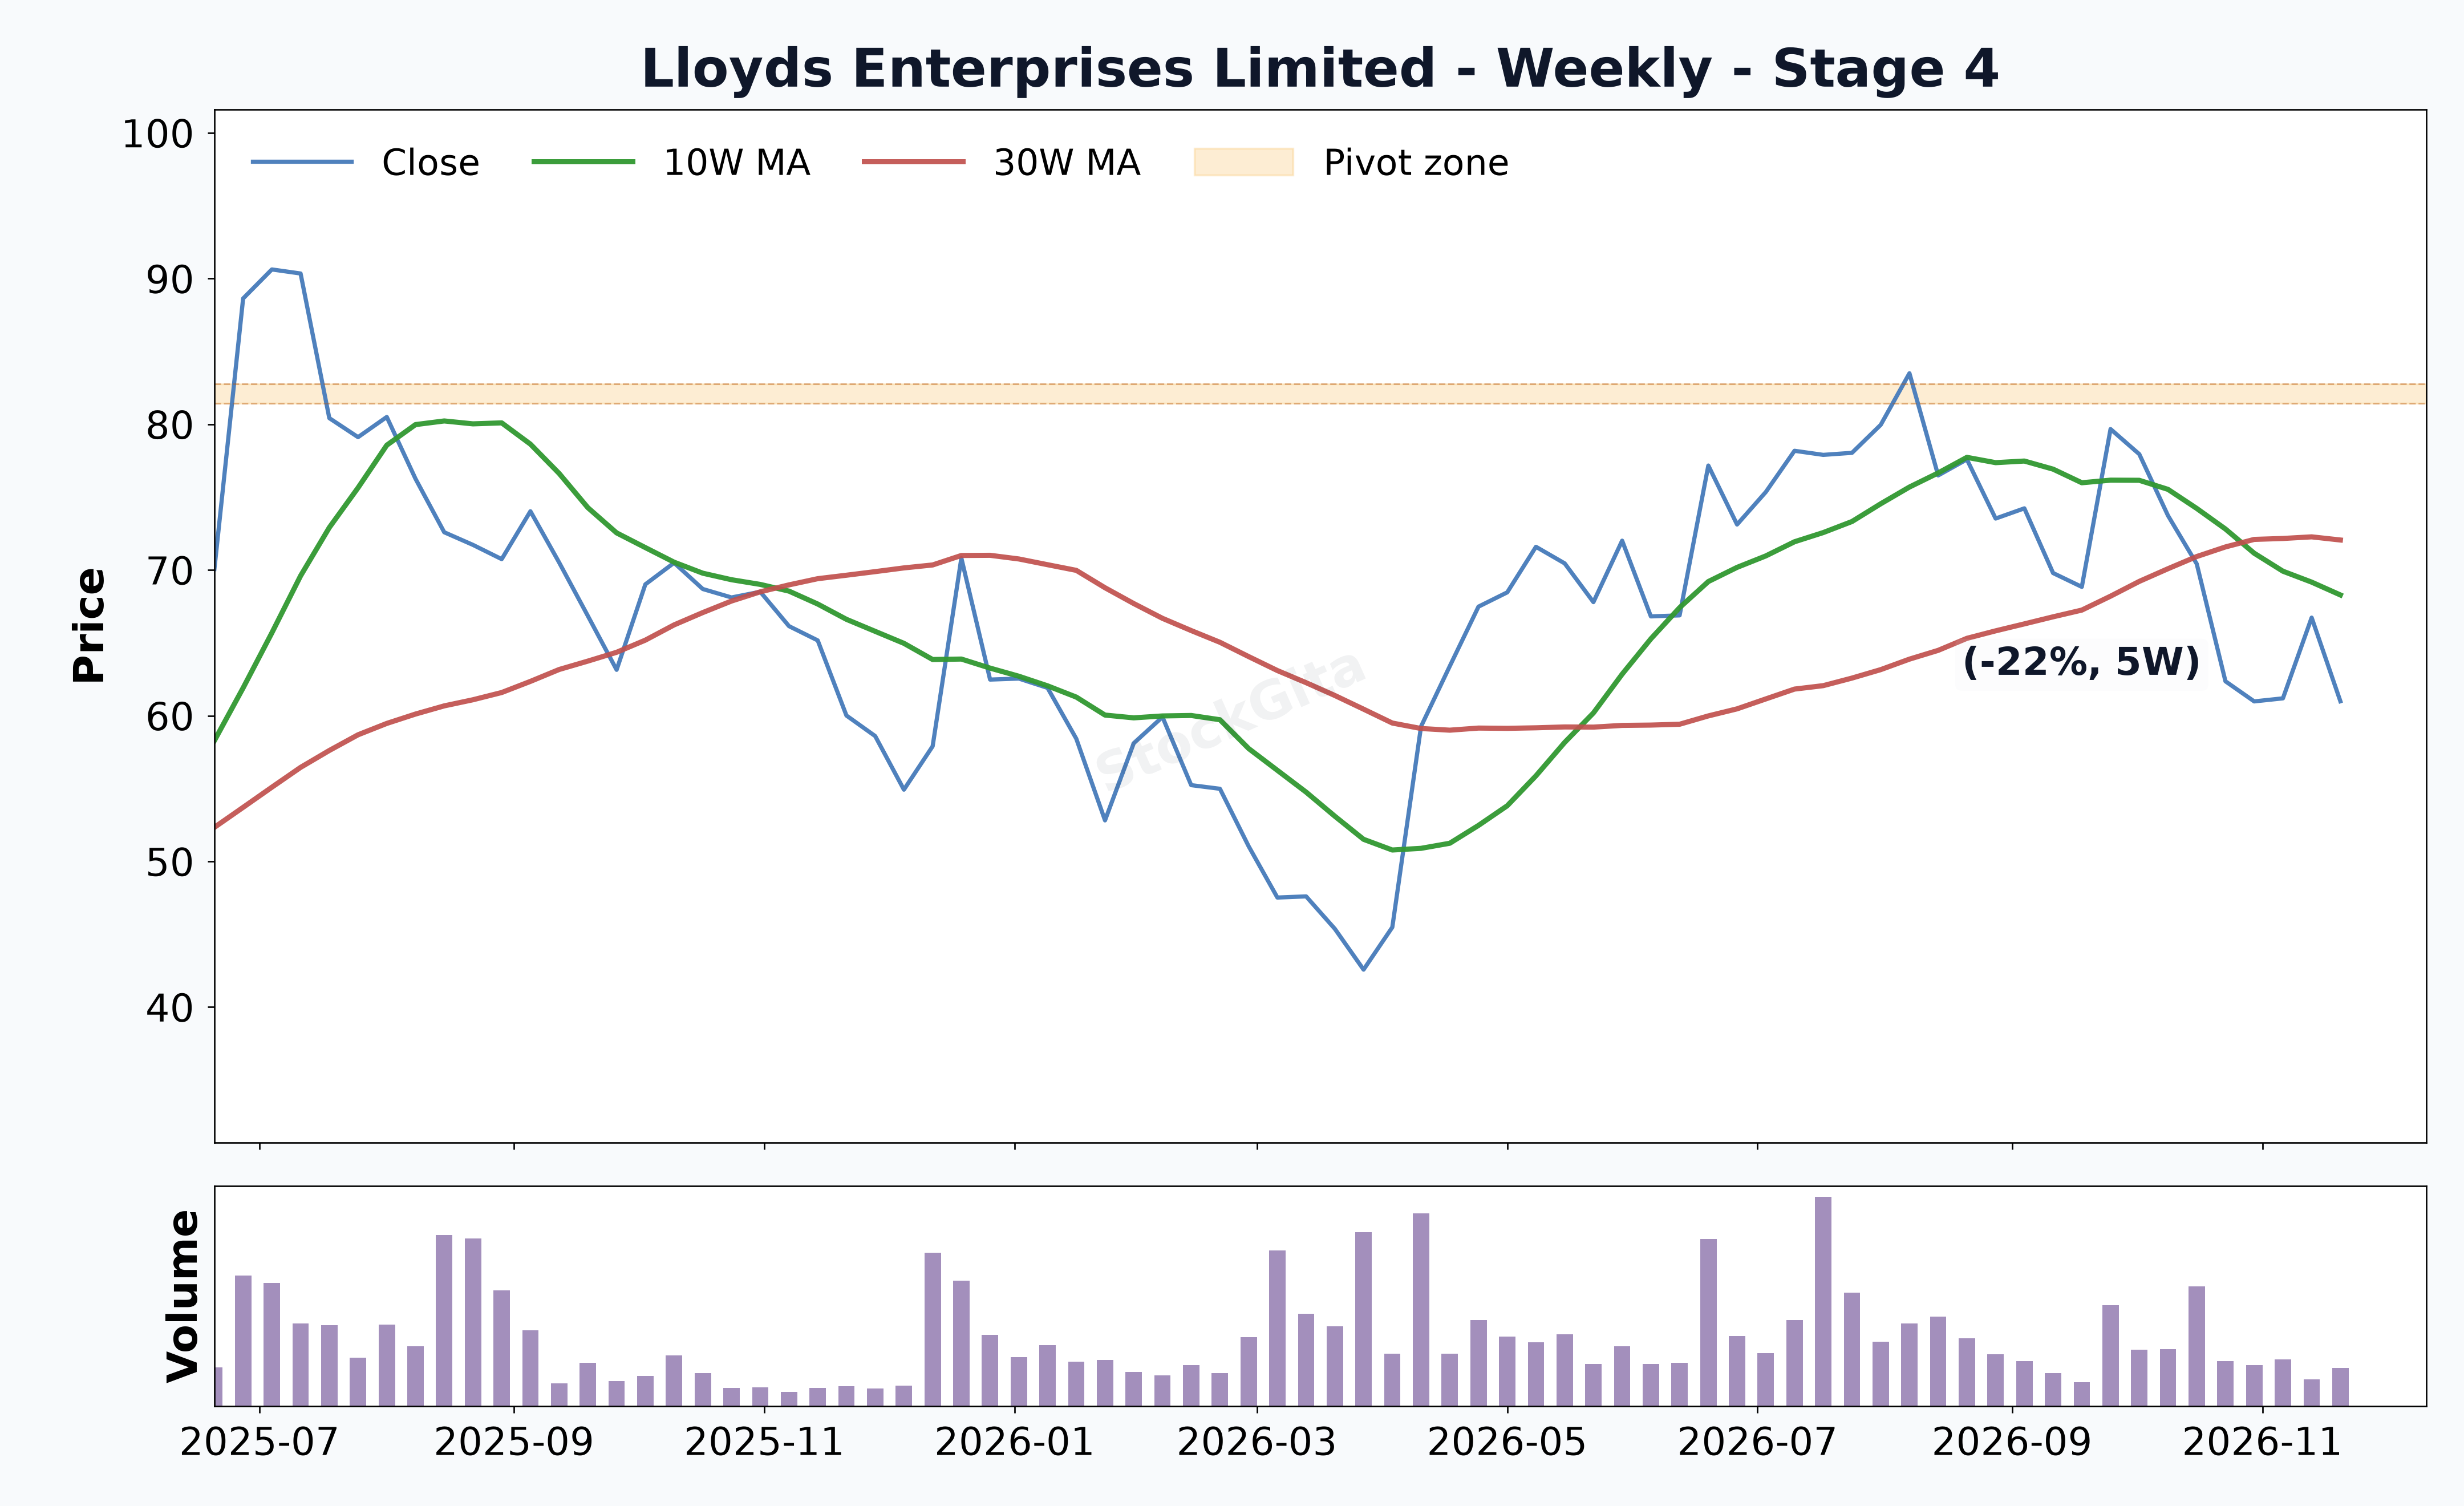 Lloyds Enterprises Limited - Weekly - Stage 4
Close 10W MA 30W MA Pivot zone
100
90
80
70
60
50
40
Price
(-22%, 5W)
StockGita
Volume
2025-07 2025-09 2025-11 2026-01 2026-03 2026-05 2026-07 2026-09 2026-11